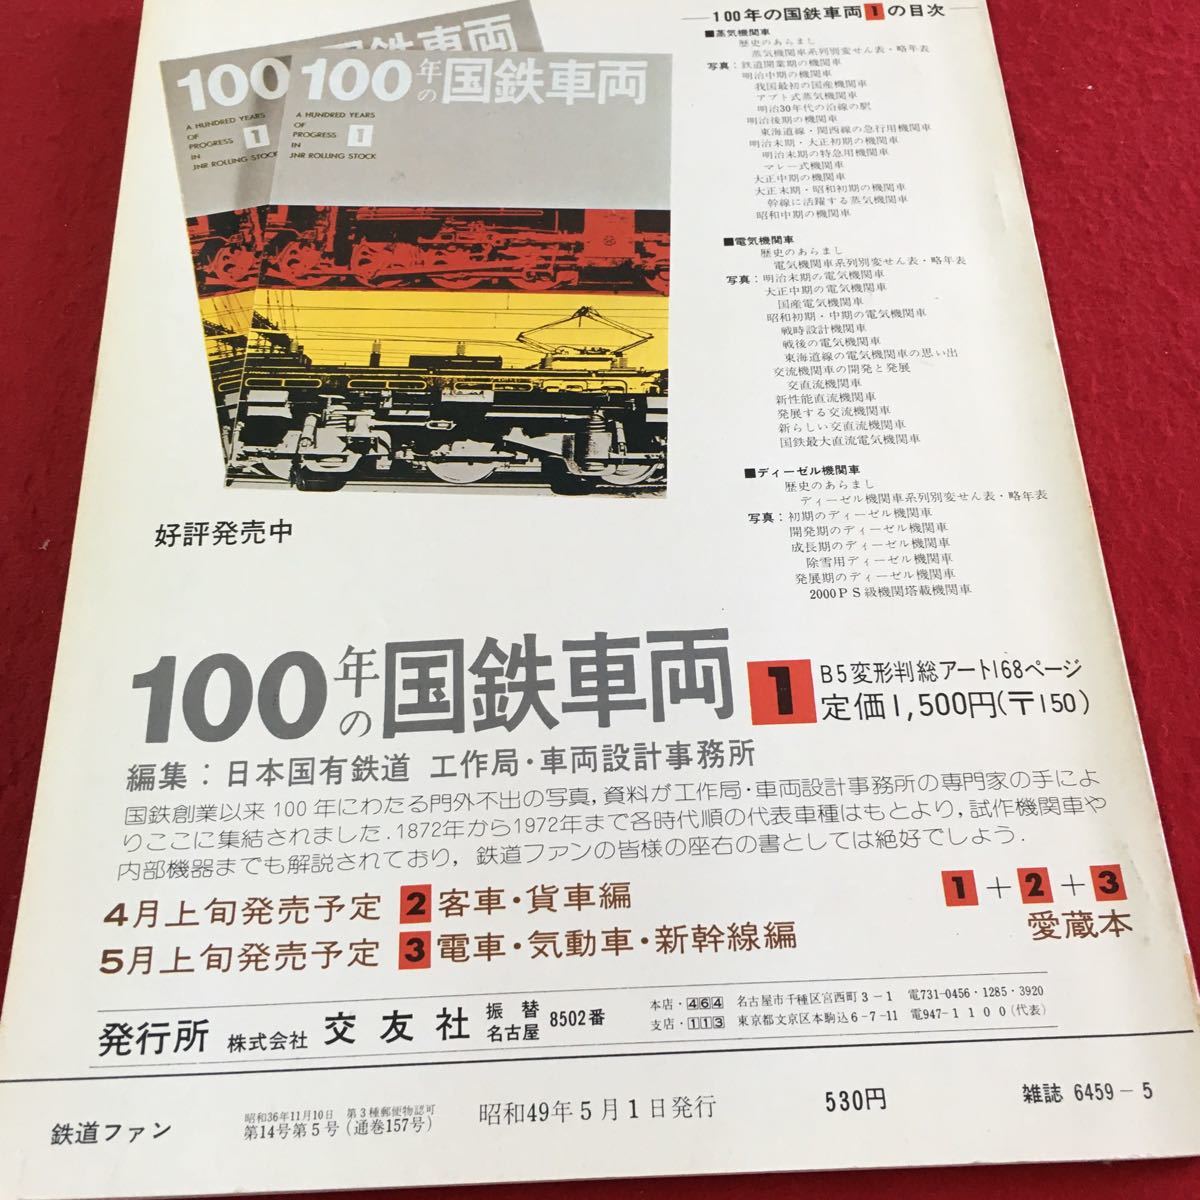 国鉄車両
100
100年の国鉄車両
A HUNDRED YEARS
OF
PROGRESS 1
IN
JNR ROLLING STOCK
A HUNDRED YEARS
OF
PROGRESS 1
IN
JNR ROLLING STOCK
好評発売中
100年の国鉄車両1の目次
■蒸気機関車
歴史のあらまし
蒸気機関車系列別変せん表・略年表
写真：鉄道開業期の機関車
明治中期の機関車
我国最初の国産機関車
アプト式蒸気機関車
明治30年代の沿線の駅
明治後期の機関車
東海道線・関西線の急行用機関車
明治末期・大正初期の機関車
明治末期の特急用機関車
マレー式機関車
大正中期の機関車
大正末期・昭和初期の機関車
幹線に活躍する蒸気機関車
昭和中期の機関車
■電気機関車
歴史のあらまし
電気機関車系列別変せん表・略年表
写真：明治末期の電気機関車
大正中期の電気機関車
国産電気機関車
昭和初期・中期の電気機関車
戦時設計機関車
戦後の電気機関車
東海道線の電気機関車の思い出
交流機関車の開発と発展
交直流機関車
新性能直流機関車
発展する交流機関車
新らしい交直流機関車
国鉄最大直流電気機関車
■ディーゼル機関車
歴史のあらまし
ディーゼル機関車系列別変せん表・略年表
写真：初期のディーゼル機関車
開発期のディーゼル機関車
成長期のディーゼル機関車
除雪用ディーゼル機関車
発展期のディーゼル機関車
2000ＰＳ級機関塔載機関車
100年の国鉄車両 1
B5変形判総アート168ページ
定価1,500円(〒150)
編集：日本国有鉄道 工作局・車両設計事務所
国鉄創業以来100年にわたる門外不出の写真，資料が工作局・車両設計事務所の専門家の手によ
りここに集結されました．1872年から1972年まで各時代順の代表車種はもとより，試作機関車や
内部機器までも解説されており，鉄道ファンの皆様の座右の書としては絶好でしょう．
4月上旬発売予定 2 客車・貨車編
5月上旬発売予定 3 電車・気動車・新幹線編
1＋2＋3
愛蔵本
発行所 株式会社 交友社 振替名古屋 8502番
本店・464 名古屋市千種区宮西町3－1 電731-0456・1285・3920
支店・113 東京都文京区本駒込6-7-11 電947-1100(代表)
鉄道ファン
昭和36年11月10日 第3種郵便物認可
第14号第5号(通巻157号)
昭和49年5月1日発行
530円
雑誌 6459－5